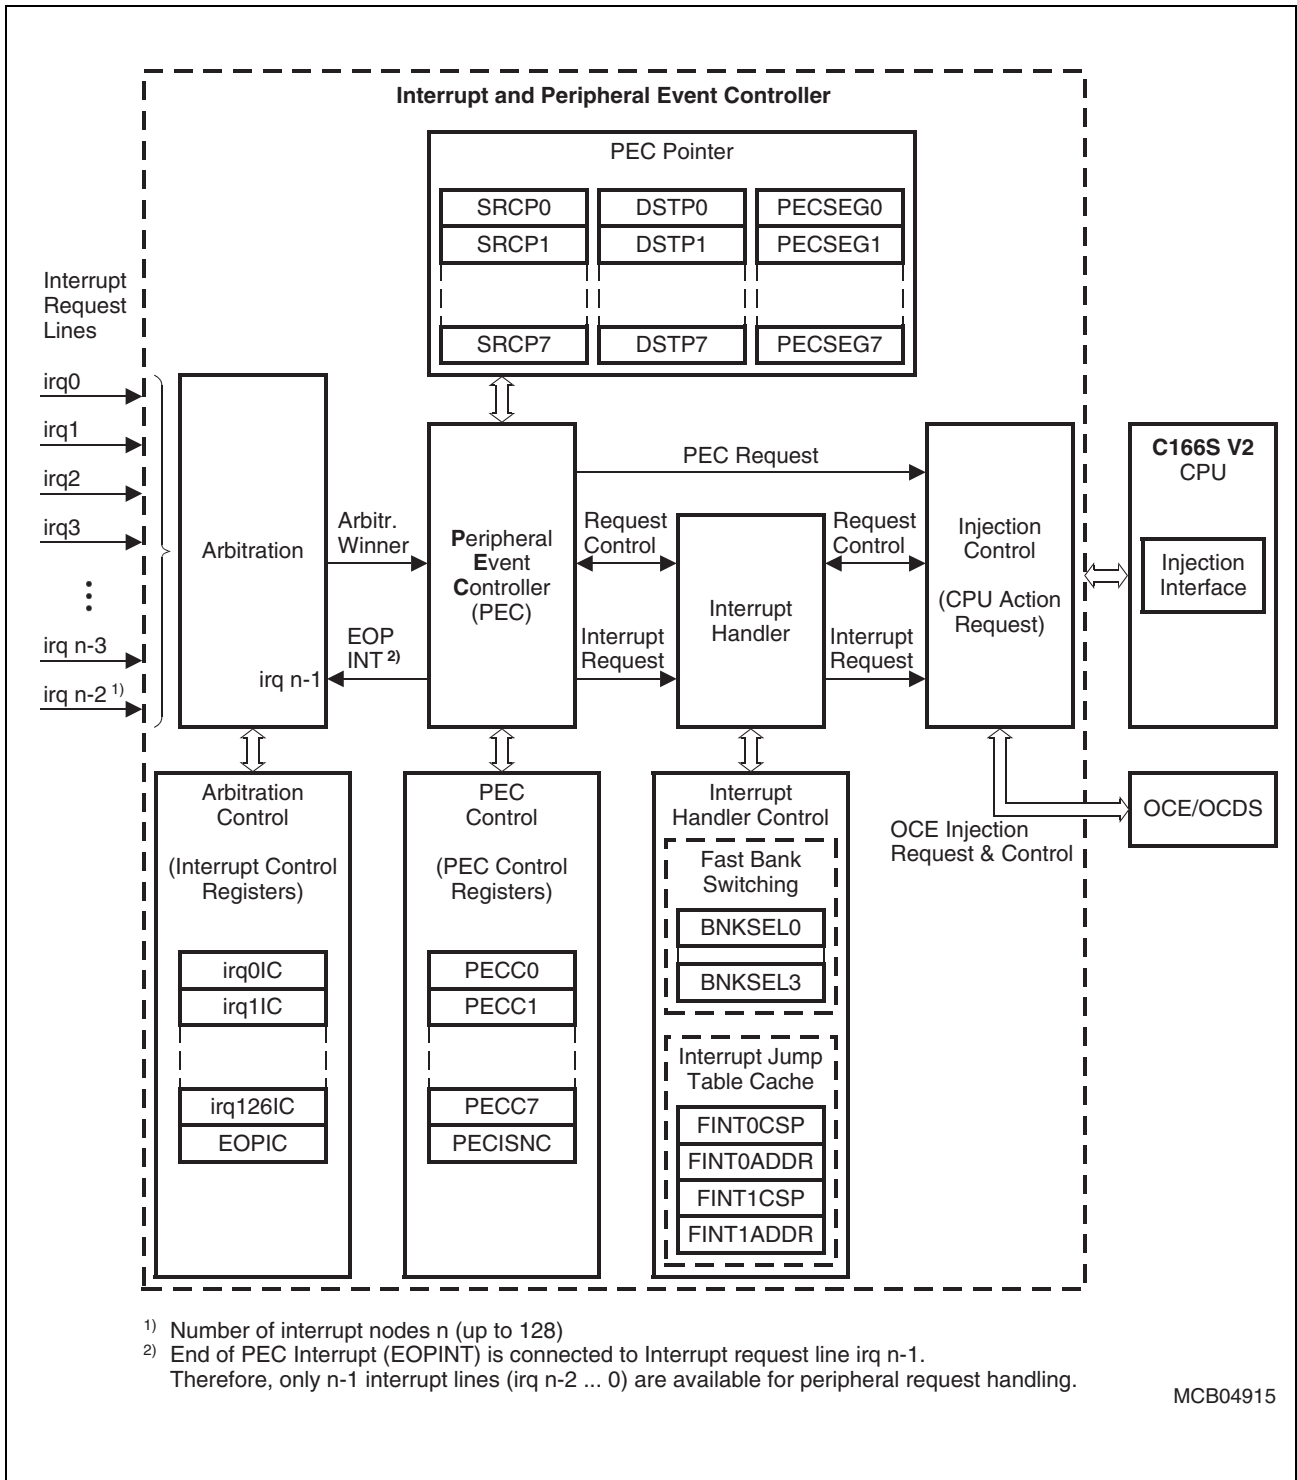 Interrupt and Peripheral Event Controller
PEC Pointer
SRCP0 DSTP0 PECSEG0
SRCP1 DSTP1 PECSEG1
SRCP7 DSTP7 PECSEG7
Interrupt
Request
Lines
irq0
irq1
irq2
irq3
irq n-3
irq n-2 1)
Arbitration
irq n-1
Arbitr.
Winner
EOP
INT 2)
Peripheral
Event
Controller
(PEC)
PEC Request
Request
Control
Interrupt
Request
Interrupt
Handler
Request
Control
Interrupt
Request
Injection
Control
(CPU Action
Request)
C166S V2
CPU
Injection
Interface
Arbitration
Control
(Interrupt Control
Registers)
irq0IC
irq1IC
irq126IC
EOPIC
PEC
Control
(PEC Control
Registers)
PECC0
PECC1
PECC7
PECISNC
Interrupt
Handler Control
Fast Bank
Switching
BNKSEL0
BNKSEL3
Interrupt Jump
Table Cache
FINT0CSP
FINT0ADDR
FINT1CSP
FINT1ADDR
OCE Injection
Request & Control
OCE/OCDS
1) Number of interrupt nodes n (up to 128)
2) End of PEC Interrupt (EOPINT) is connected to Interrupt request line irq n-1.
Therefore, only n-1 interrupt lines (irq n-2 ... 0) are available for peripheral request handling.
MCB04915